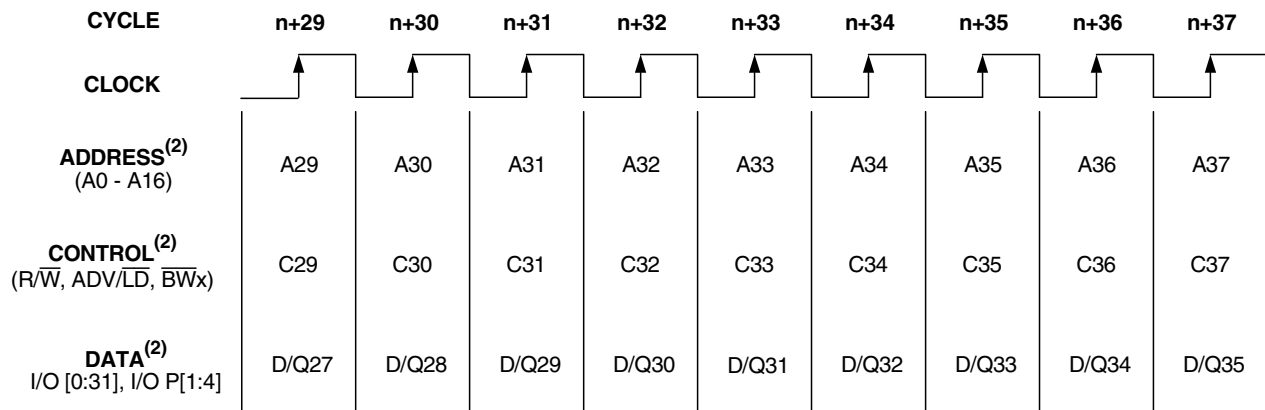 CYCLE n+29 n+30 n+31 n+32 n+33 n+34 n+35 n+36 n+37
CLOCK
ADDRESS(2) A29 A30 A31 A32 A33 A34 A35 A36 A37
(A0 - A16)
CONTROL(2) C29 C30 C31 C32 C33 C34 C35 C36 C37
(R/W̅, ADV/L̅D̅, B̅W̅x)
DATA(2) D/Q27 D/Q28 D/Q29 D/Q30 D/Q31 D/Q32 D/Q33 D/Q34 D/Q35
I/O [0:31], I/O P[1:4]